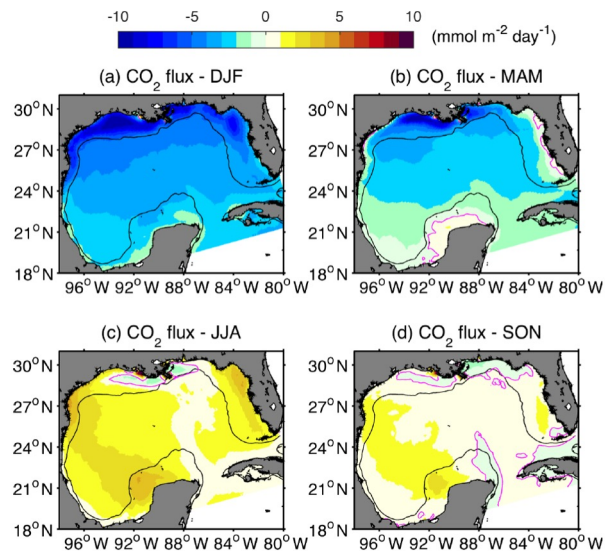 -10 -5 0 5 10 (mmol m⁻² day⁻¹)
(a) CO₂ flux - DJF
30°N
27°N
24°N
21°N
18°N
96°W 92°W 88°W 84°W 80°W
(b) CO₂ flux - MAM
30°N
27°N
24°N
21°N
18°N
96°W 92°W 88°W 84°W 80°W
(c) CO₂ flux - JJA
30°N
27°N
24°N
21°N
18°N
96°W 92°W 88°W 84°W 80°W
(d) CO₂ flux - SON
30°N
27°N
24°N
21°N
18°N
96°W 92°W 88°W 84°W 80°W